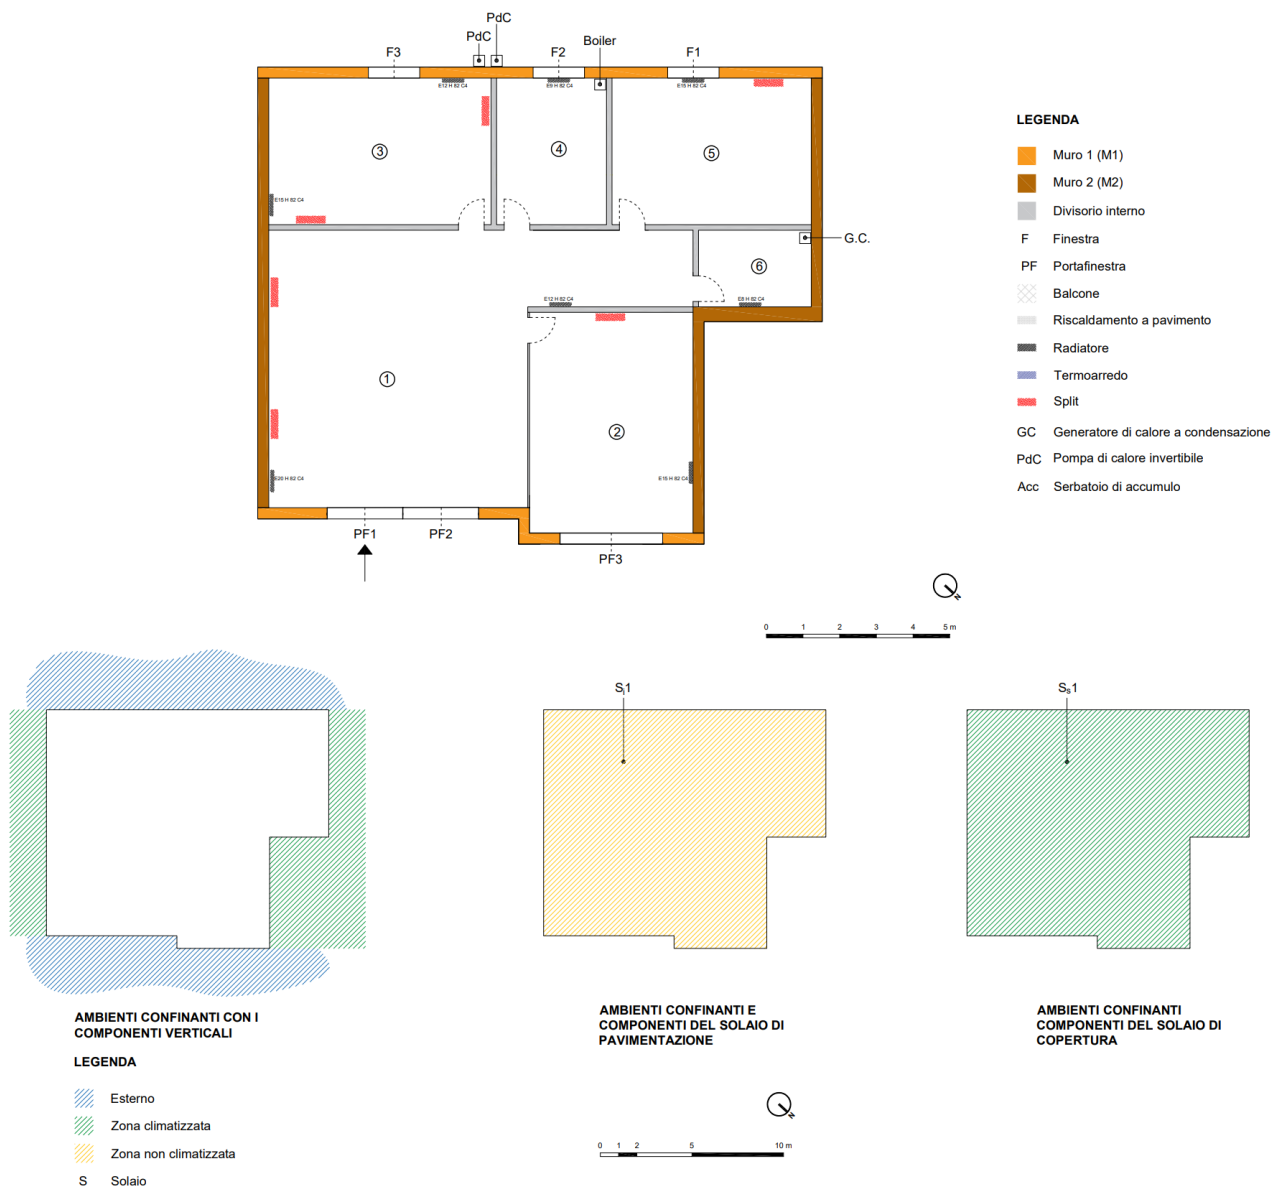 PdC
PdC
Boiler
F3
F2
F1
E12 H 82 C4
E9 H 82 C4
E15 H 82 C4
3
4
5
E15 H 82 C4
G.C.
6
E12 H 82 C4
E8 H 82 C4
1
2
E20 H 82 C4
E15 H 82 C4
PF1
PF2
PF3
LEGENDA
Muro 1 (M1)
Muro 2 (M2)
Divisorio interno
F Finestra
PF Portafinestra
Balcone
Riscaldamento a pavimento
Radiatore
Termoarredo
Split
GC Generatore di calore a condensazione
PdC Pompa di calore invertibile
Acc Serbatoio di accumulo
N
0 1 2 3 4 5 m
Si1
Ss1
AMBIENTI CONFINANTI CON I
COMPONENTI VERTICALI
AMBIENTI CONFINANTI E
COMPONENTI DEL SOLAIO DI
PAVIMENTAZIONE
AMBIENTI CONFINANTI
COMPONENTI DEL SOLAIO DI
COPERTURA
LEGENDA
Esterno
Zona climatizzata
Zona non climatizzata
S Solaio
N
0 1 2 5 10 m